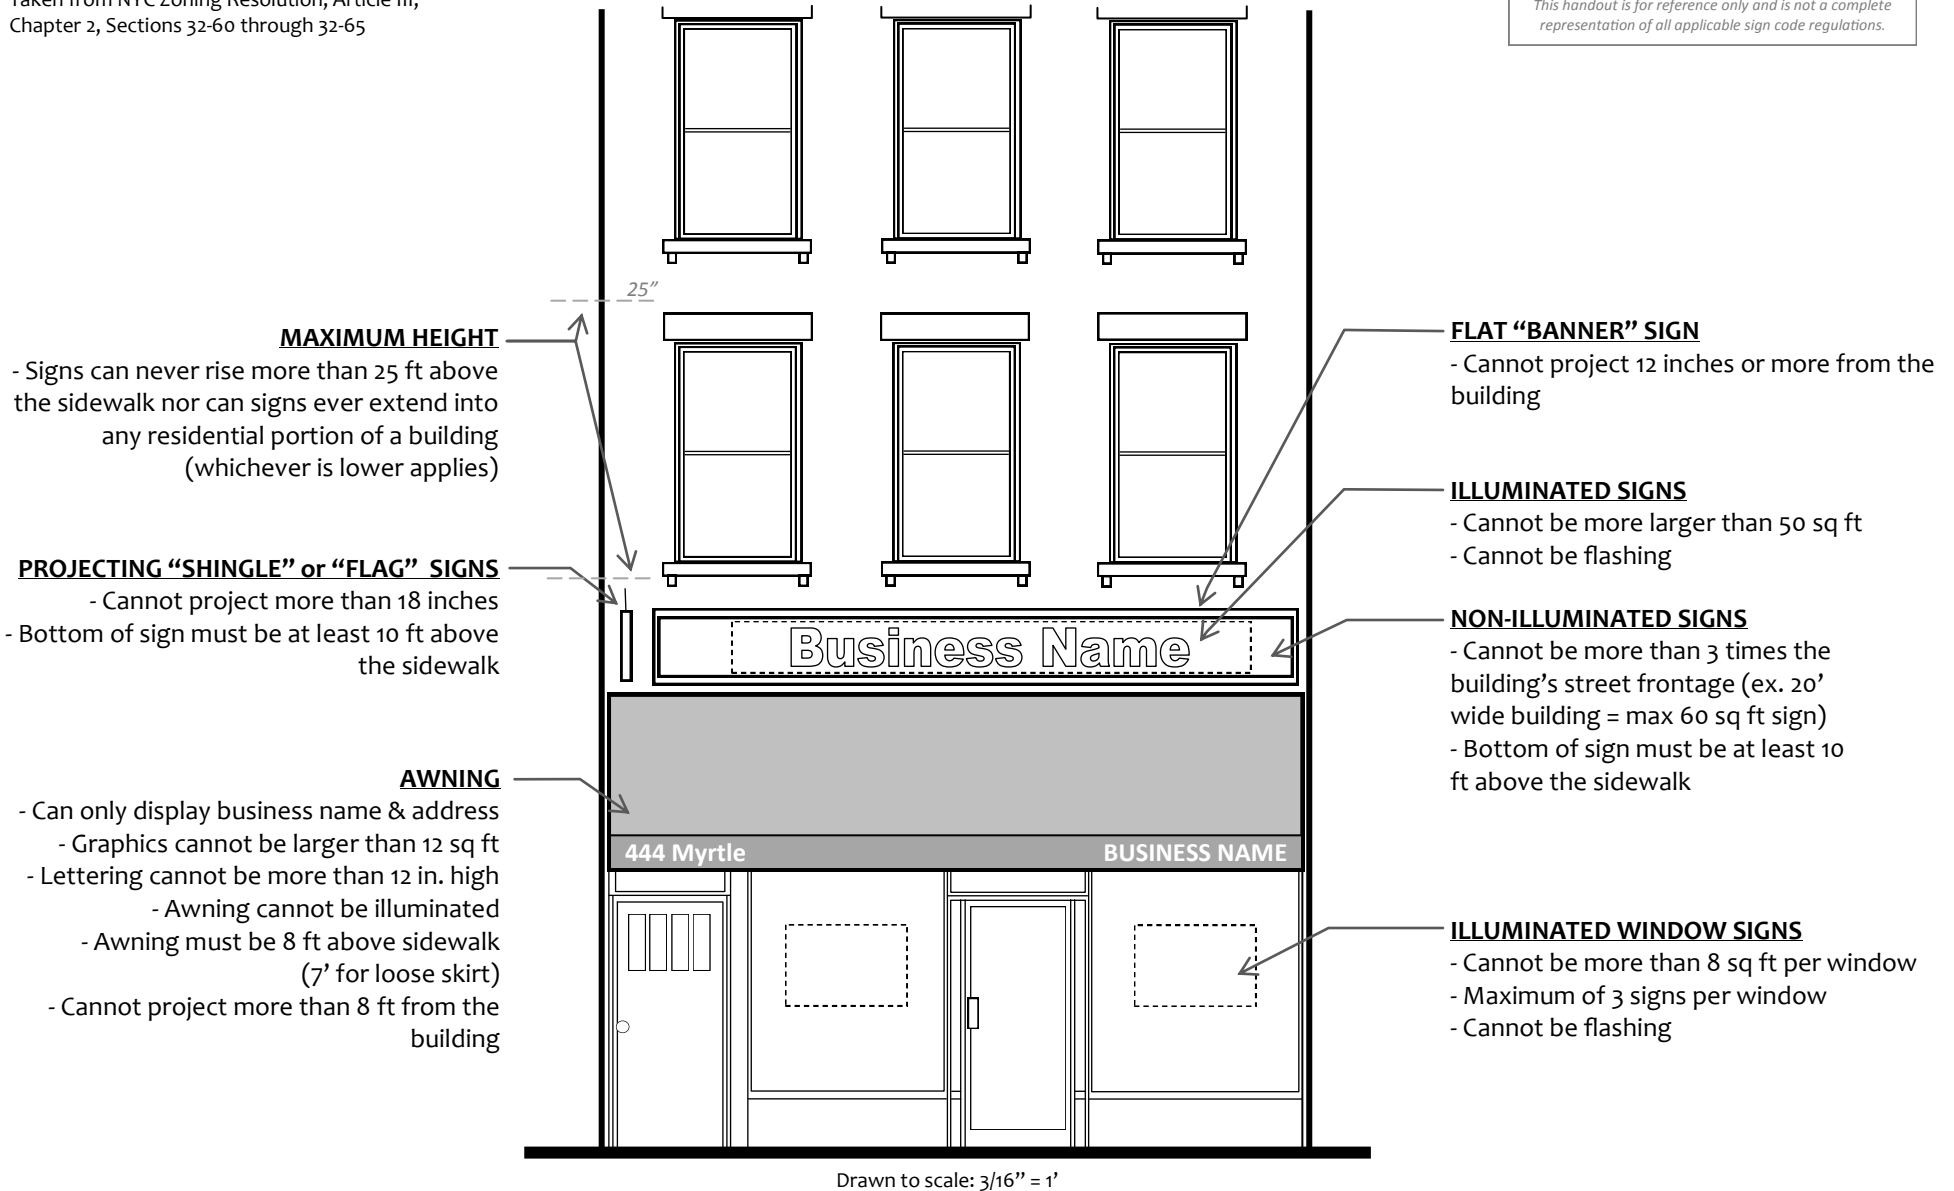 Taken from NYC Zoning Resolution, Article III,
Chapter 2, Sections 32-60 through 32-65
This handout is for reference only and is not a complete
representation of all applicable sign code regulations.
25”
MAXIMUM HEIGHT
- Signs can never rise more than 25 ft above
the sidewalk nor can signs ever extend into
any residential portion of a building
(whichever is lower applies)
PROJECTING “SHINGLE” or “FLAG” SIGNS
- Cannot project more than 18 inches
- Bottom of sign must be at least 10 ft above
the sidewalk
AWNING
- Can only display business name & address
- Graphics cannot be larger than 12 sq ft
- Lettering cannot be more than 12 in. high
- Awning cannot be illuminated
- Awning must be 8 ft above sidewalk
(7’ for loose skirt)
- Cannot project more than 8 ft from the
building
Business Name
444 Myrtle
BUSINESS NAME
FLAT “BANNER” SIGN
- Cannot project 12 inches or more from the
building
ILLUMINATED SIGNS
- Cannot be more larger than 50 sq ft
- Cannot be flashing
NON-ILLUMINATED SIGNS
- Cannot be more than 3 times the
building’s street frontage (ex. 20’
wide building = max 60 sq ft sign)
- Bottom of sign must be at least 10
ft above the sidewalk
ILLUMINATED WINDOW SIGNS
- Cannot be more than 8 sq ft per window
- Maximum of 3 signs per window
- Cannot be flashing
Drawn to scale: 3/16” = 1’